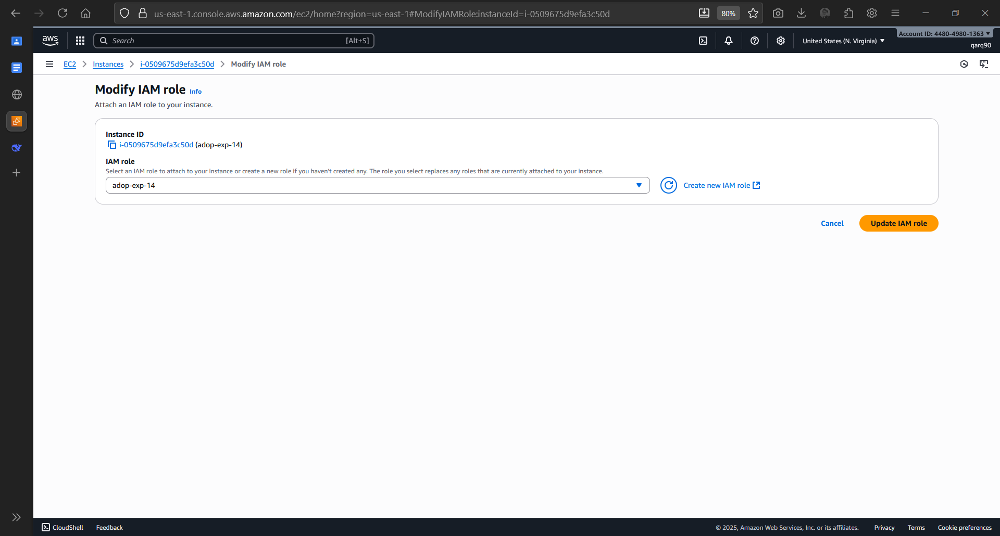 us-east-1.console.aws.amazon.com/ec2/home?region=us-east-1#ModifyIAMRole:instanceId=i-0509675d9efa3c50d
80%
aws
Search
[Alt+S]
United States (N. Virginia)
Account ID: 4480-4980-1363
qarq90
EC2
Instances
i-0509675d9efa3c50d
Modify IAM role
Modify IAM role Info
Attach an IAM role to your instance.
Instance ID
i-0509675d9efa3c50d (adop-exp-14)
IAM role
Select an IAM role to attach to your instance or create a new role if you haven't created any. The role you select replaces any roles that are currently attached to your instance.
adop-exp-14
Create new IAM role
Cancel
Update IAM role
CloudShell
Feedback
© 2025, Amazon Web Services, Inc. or its affiliates.
Privacy
Terms
Cookie preferences